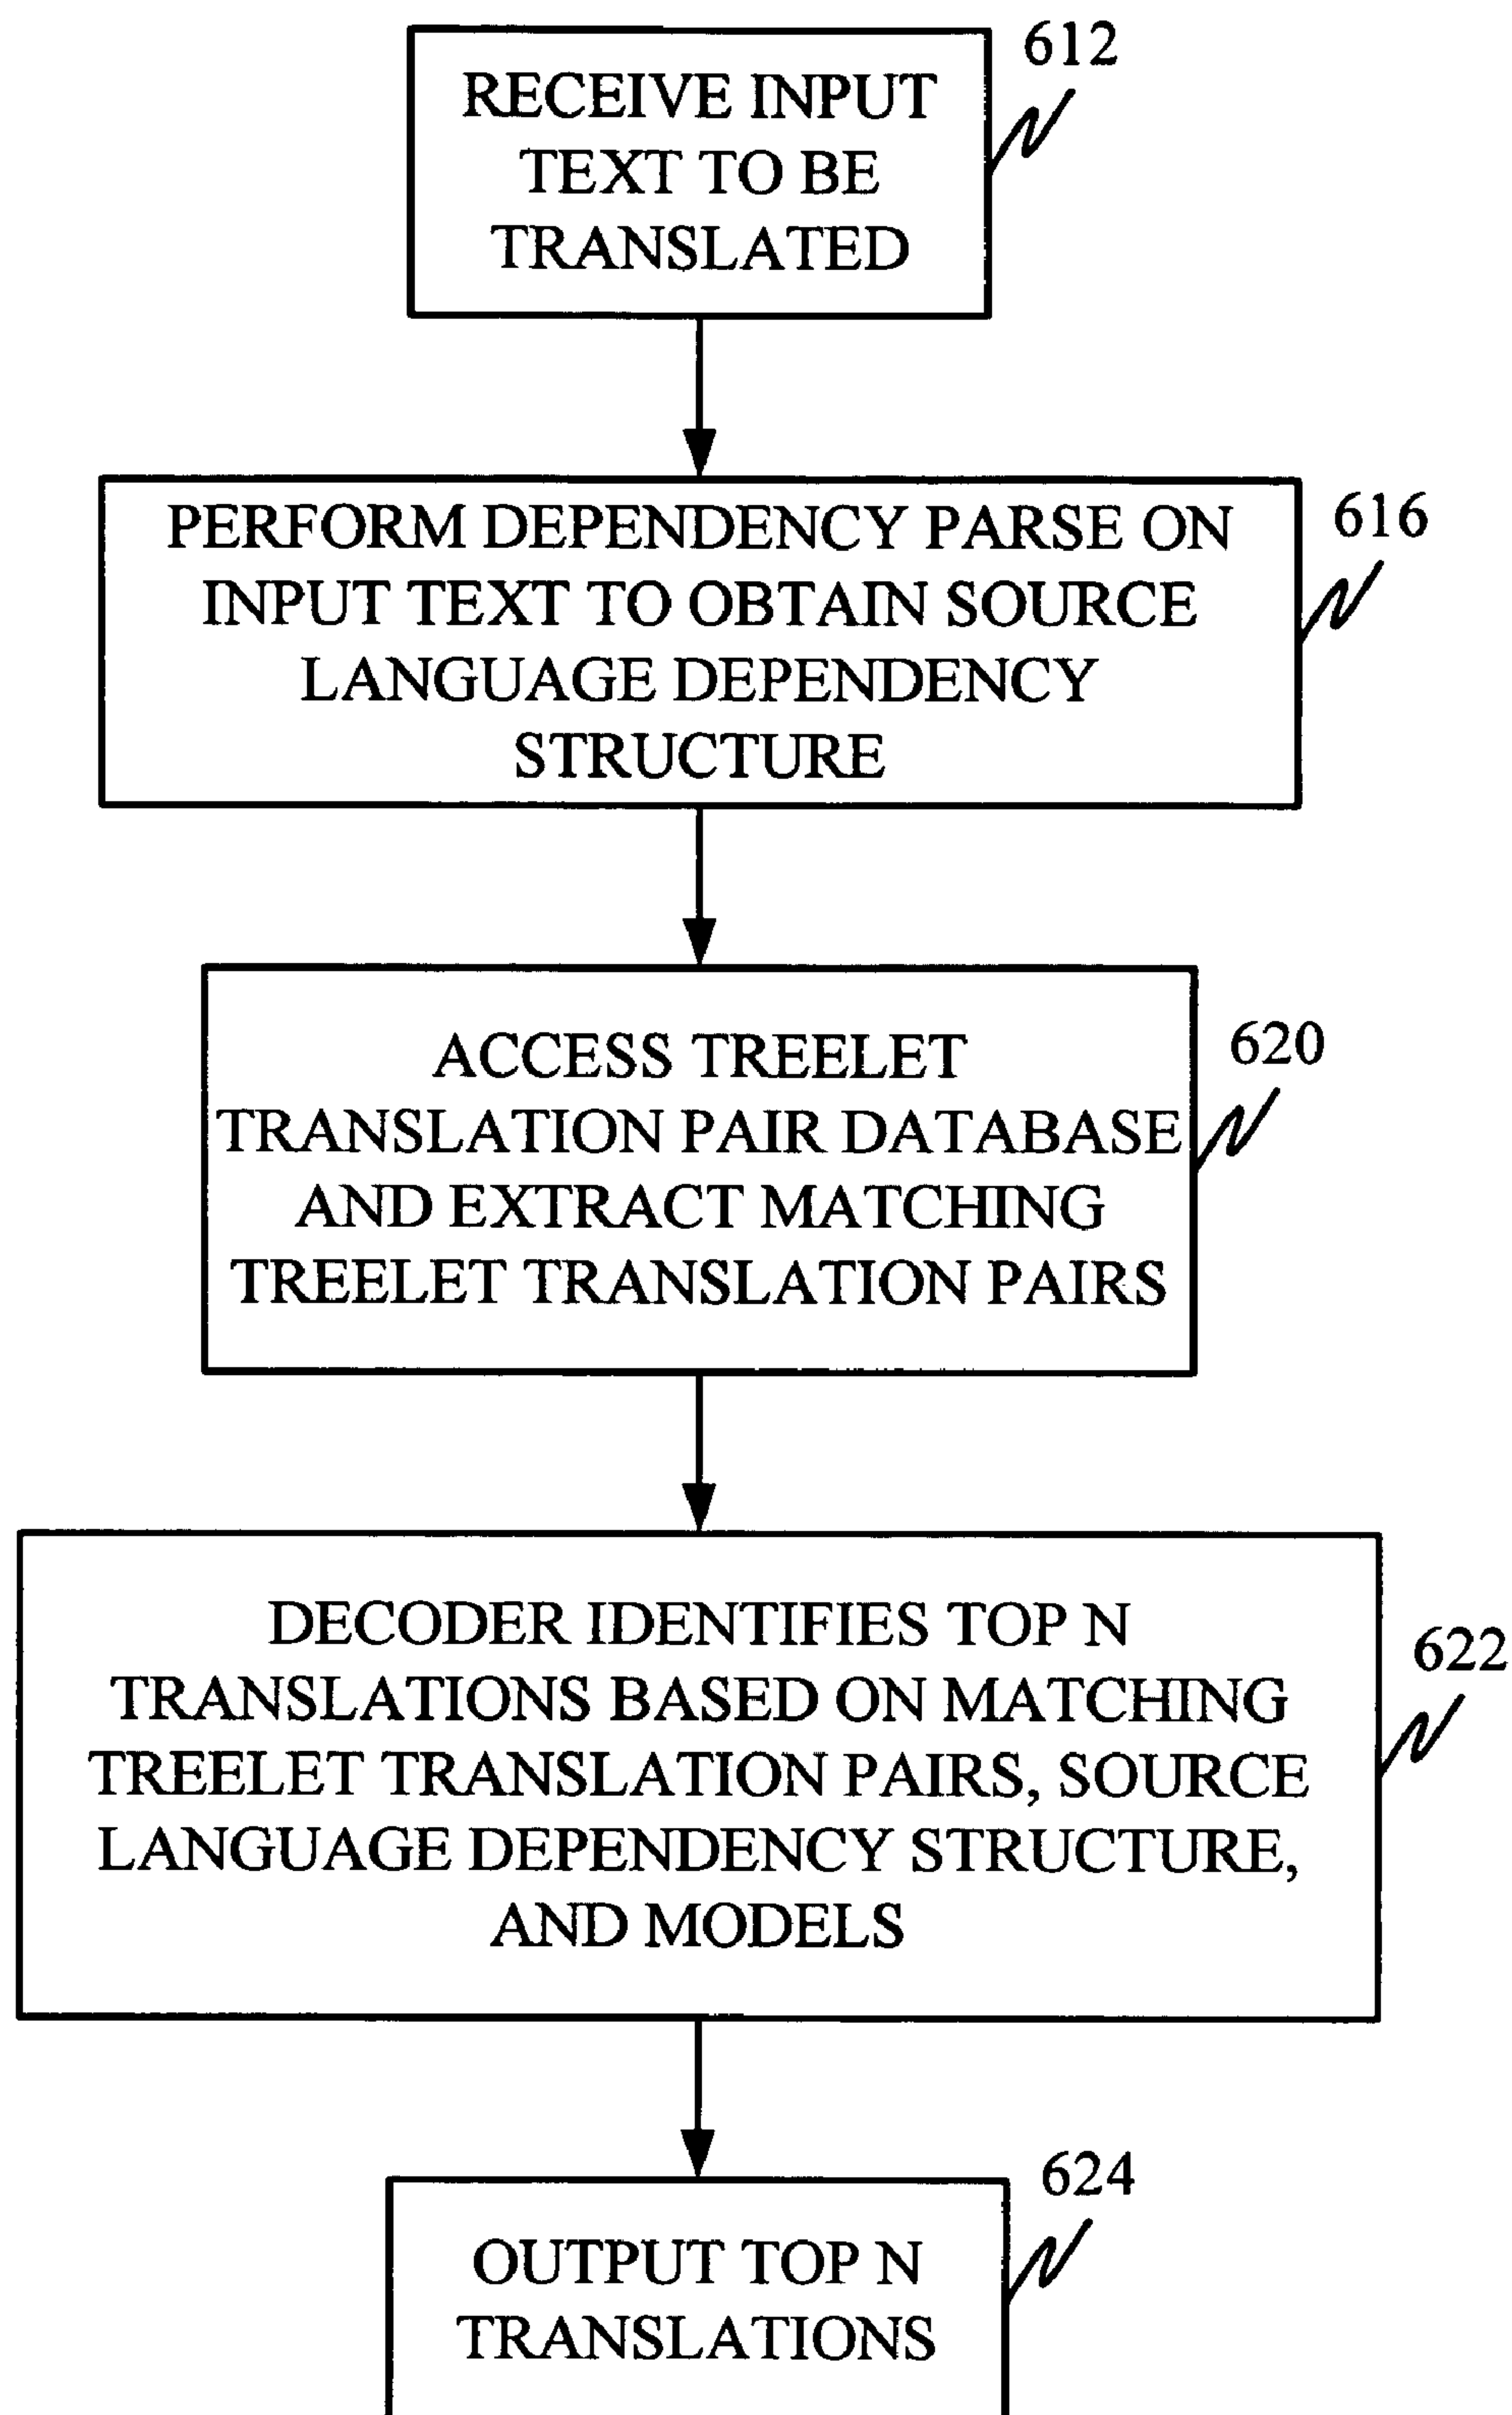 612
RECEIVE INPUT
TEXT TO BE
TRANSLATED
616
PERFORM DEPENDENCY PARSE ON
INPUT TEXT TO OBTAIN SOURCE
LANGUAGE DEPENDENCY
STRUCTURE
620
ACCESS TREELET
TRANSLATION PAIR DATABASE
AND EXTRACT MATCHING
TREELET TRANSLATION PAIRS
622
DECODER IDENTIFIES TOP N
TRANSLATIONS BASED ON MATCHING
TREELET TRANSLATION PAIRS, SOURCE
LANGUAGE DEPENDENCY STRUCTURE,
AND MODELS
624
OUTPUT TOP N
TRANSLATIONS